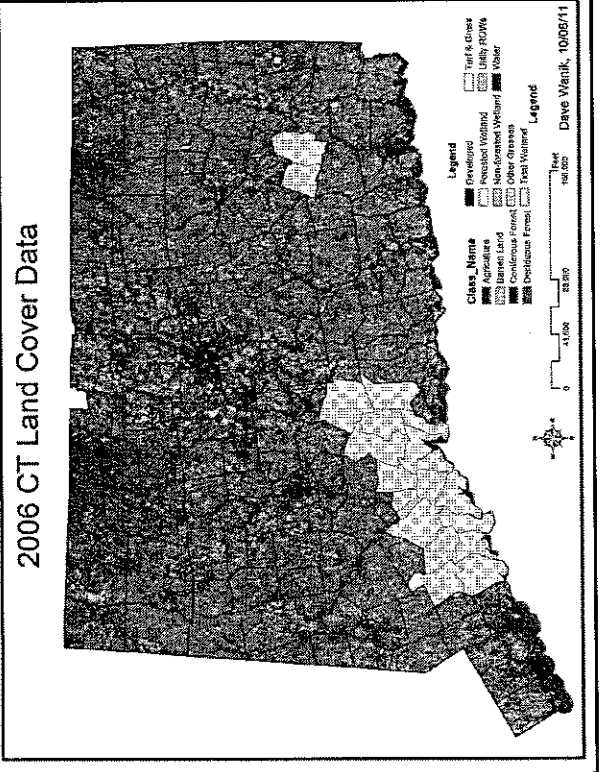 2006 CT Land Cover Data
Legend
Class_Name
Agriculture
Barren Land
Coniferous Forest
Deciduous Forest
Developed
Forested Wetland
Non-forested Wetland
Other Grasses
Tidal Wetland
Turf & Grass
Utility ROWs
Water
Legend
Feet
0
Dave Wanik, 10/06/11